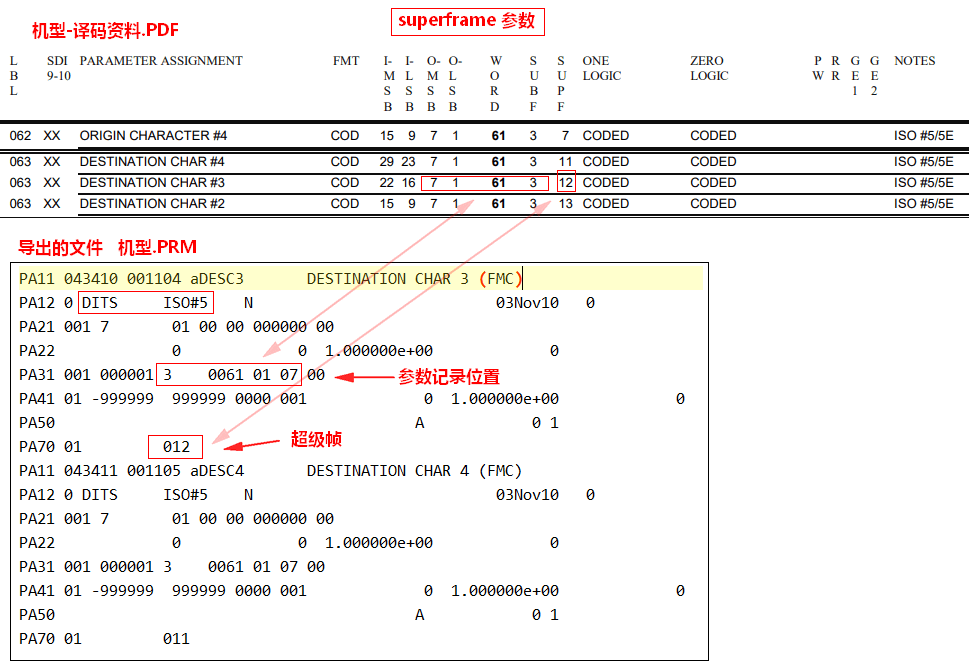 superframe 参数
机型-译码资料.PDF
L B L SDI 9-10 PARAMETER ASSIGNMENT FMT I-MSB I-LSB O-MSB O-LSB WORD SUBF SUPF ONE LOGIC ZERO LOGIC PW RR GE1 GE2 NOTES
062 XX ORIGIN CHARACTER #4 COD 15 9 7 1 61 3 7 CODED CODED ISO #5/5E
063 XX DESTINATION CHAR #4 COD 29 23 7 1 61 3 11 CODED CODED ISO #5/5E
063 XX DESTINATION CHAR #3 COD 22 16 7 1 61 3 12 CODED CODED ISO #5/5E
063 XX DESTINATION CHAR #2 COD 15 9 7 1 61 3 13 CODED CODED ISO #5/5E
导出的文件 机型.PRM
PA11 043410 001104 aDESC3 DESTINATION CHAR 3 (FMC)
PA12 0 DITS ISO#5 N 03Nov10 0
PA21 001 7 01 00 00 000000 00
PA22 0 0 1.000000e+00 0
PA31 001 000001 3 0061 01 07 00 参数记录位置
PA41 01 -999999 999999 0000 001 0 1.000000e+00 0
PA50 A 0 1
PA70 01 012 超级帧
PA11 043411 001105 aDESC4 DESTINATION CHAR 4 (FMC)
PA12 0 DITS ISO#5 N 03Nov10 0
PA21 001 7 01 00 00 000000 00
PA22 0 0 1.000000e+00 0
PA31 001 000001 3 0061 01 07 00
PA41 01 -999999 999999 0000 001 0 1.000000e+00 0
PA50 A 0 1
PA70 01 011